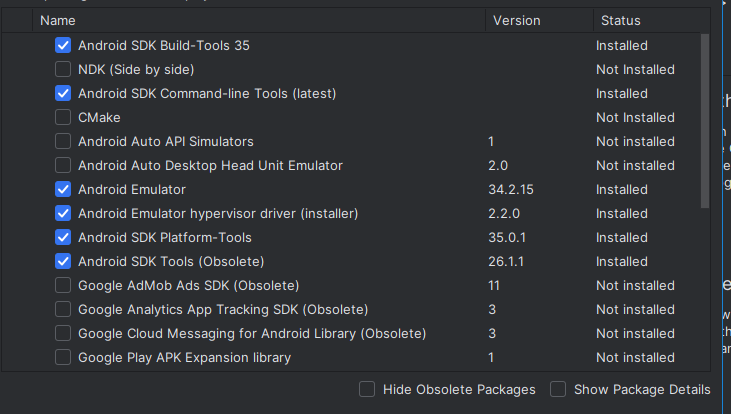 Name Version Status
Android SDK Build-Tools 35 Installed
NDK (Side by side) Not Installed
Android SDK Command-line Tools (latest) Installed
CMake Not Installed
Android Auto API Simulators 1 Not installed
Android Auto Desktop Head Unit Emulator 2.0 Not installed
Android Emulator 34.2.15 Installed
Android Emulator hypervisor driver (installer) 2.2.0 Installed
Android SDK Platform-Tools 35.0.1 Installed
Android SDK Tools (Obsolete) 26.1.1 Installed
Google AdMob Ads SDK (Obsolete) 11 Not installed
Google Analytics App Tracking SDK (Obsolete) 3 Not installed
Google Cloud Messaging for Android Library (Obsolete) 3 Not installed
Google Play APK Expansion library 1 Not installed
Hide Obsolete Packages Show Package Details